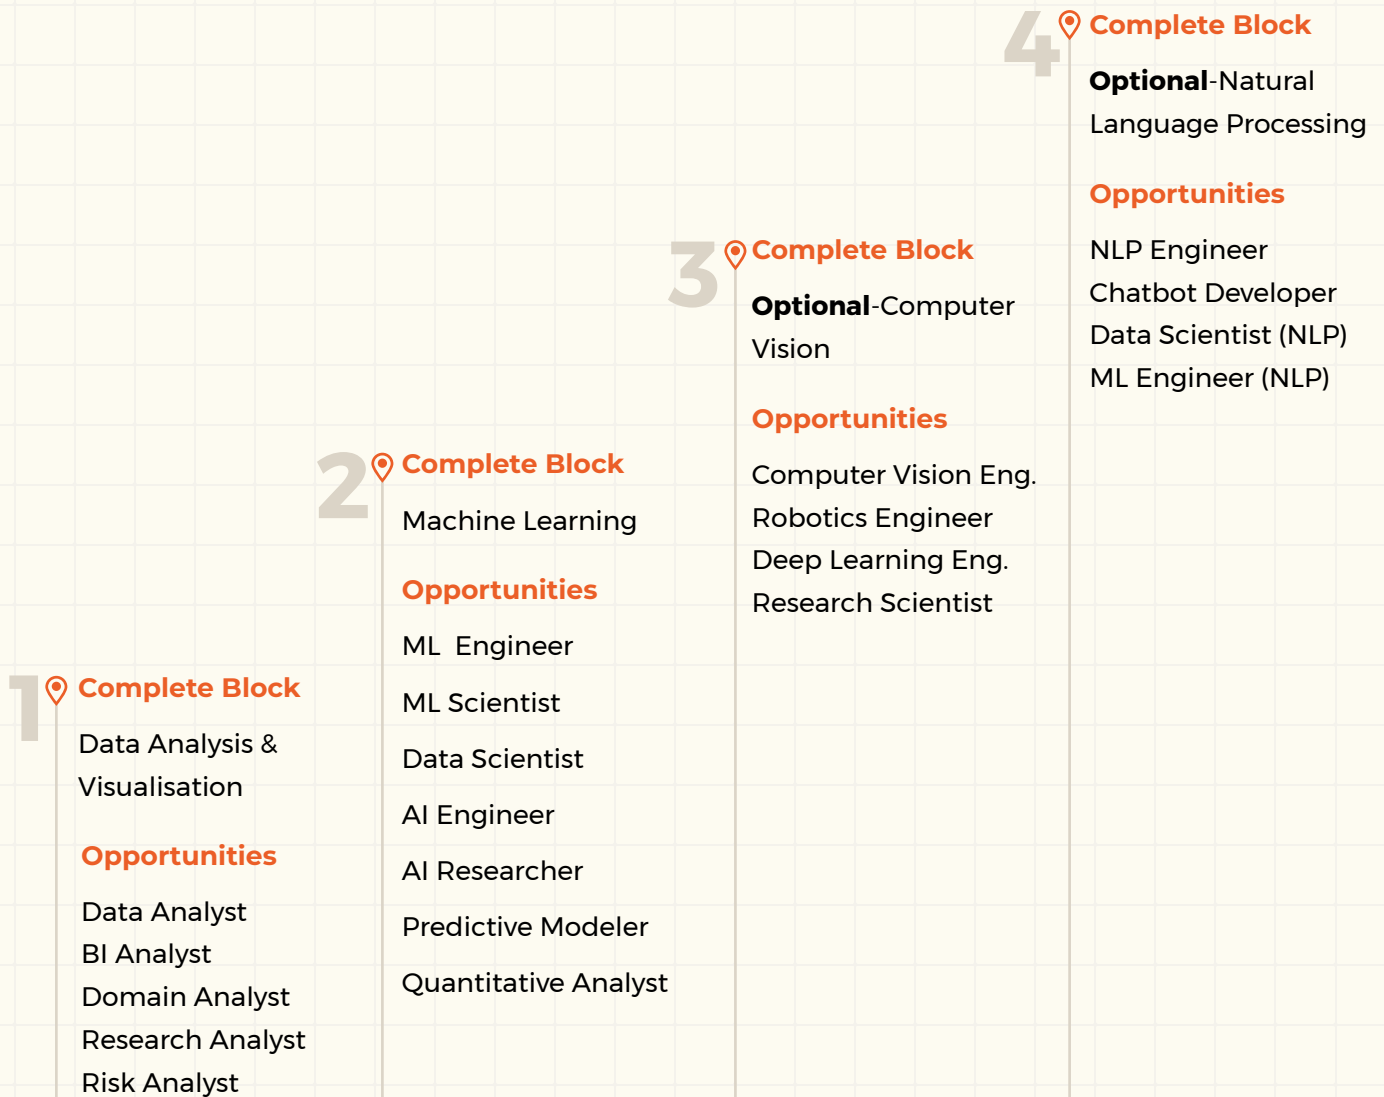 1
Complete Block
Data Analysis &
Visualisation
Opportunities
Data Analyst
BI Analyst
Domain Analyst
Research Analyst
Risk Analyst
2
Complete Block
Machine Learning
Opportunities
ML  Engineer
ML Scientist
Data Scientist
AI Engineer
AI Researcher
Predictive Modeler
Quantitative Analyst
3
Complete Block
Optional-Computer
Vision
Opportunities
Computer Vision Eng.
Robotics Engineer
Deep Learning Eng.
Research Scientist
4
Complete Block
Optional-Natural
Language Processing
Opportunities
NLP Engineer
Chatbot Developer
Data Scientist (NLP)
ML Engineer (NLP)